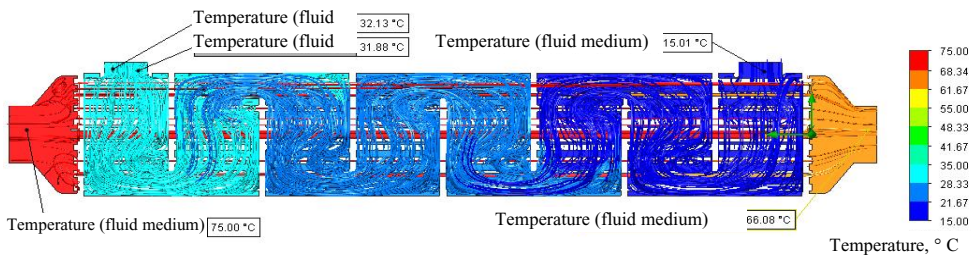 Temperature (fluid 32.13 °C
Temperature (fluid 31.88 °C
Temperature (fluid medium) 15.01 °C
75.00
68.34
61.67
55.00
48.33
41.67
35.00
28.33
21.67
15.00
Temperature (fluid medium) 75.00 °C
Temperature (fluid medium) 66.08 °C
Temperature, ° C